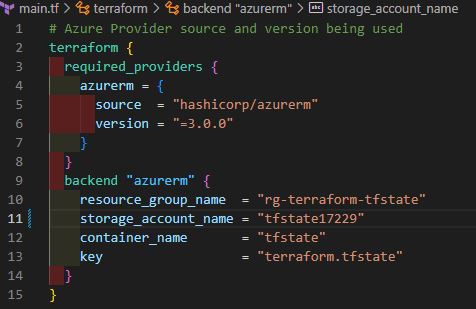 main.tf > terraform > backend "azurerm" > abc storage_account_name
1 # Azure Provider source and version being used
2 terraform {
3   required_providers {
4     azurerm = {
5       source  = "hashicorp/azurerm"
6       version = "=3.0.0"
7     }
8   }
9   backend "azurerm" {
10     resource_group_name  = "rg-terraform-tfstate"
11     storage_account_name = "tfstate17229"
12     container_name       = "tfstate"
13     key                  = "terraform.tfstate"
14   }
15 }